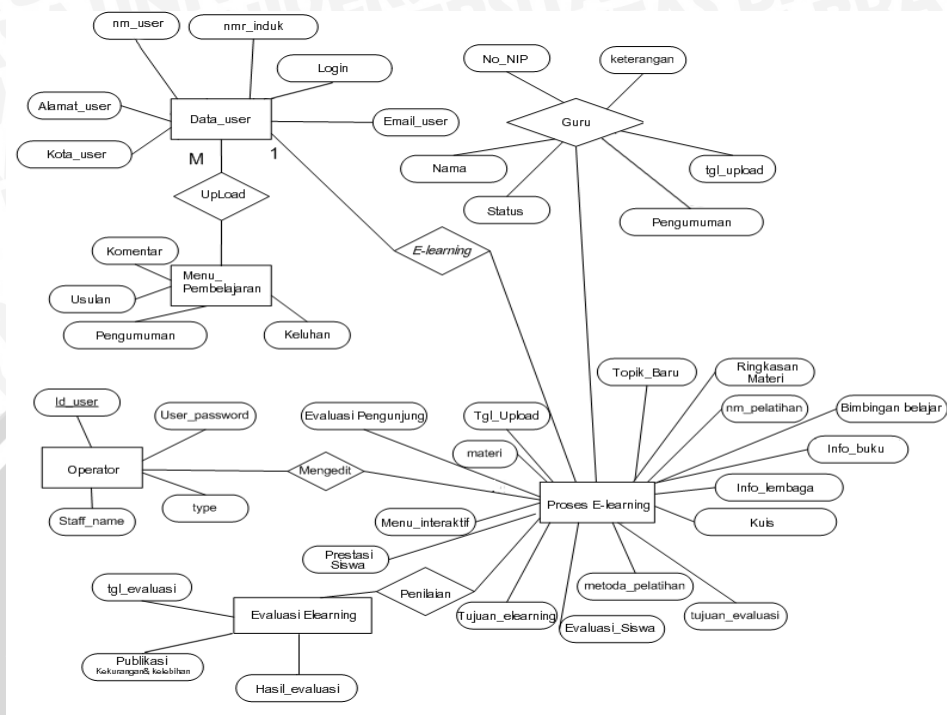 nm_user
nmr_induk
Login
Data_user
Alamat_user
Email_user
Kota_user
M
1
UpLoad
No_NIP
keterangan
Guru
Nama
tgl_upload
Status
Pengumuman
E-learning
Komentar
Menu_
Pembelajaran
Usulan
Pengumuman
Keluhan
Id_user
User_password
Operator
Staff_name
type
Mengedit
Evaluasi Pengunjung
Tgl_Upload
materi
Topik_Baru
Ringkasan
Materi
nm_pelatihan
Bimbingan belajar
Info_buku
Info_lembaga
Kuis
Proses E-learning
Menu_interaktif
Prestasi
Siswa
Penilaian
Tujuan_elearning
Evaluasi_Siswa
metoda_pelatihan
tujuan_evaluasi
tgl_evaluasi
Evaluasi Elearning
Publikasi
Kekurangan& kelebihan
Hasil_evaluasi